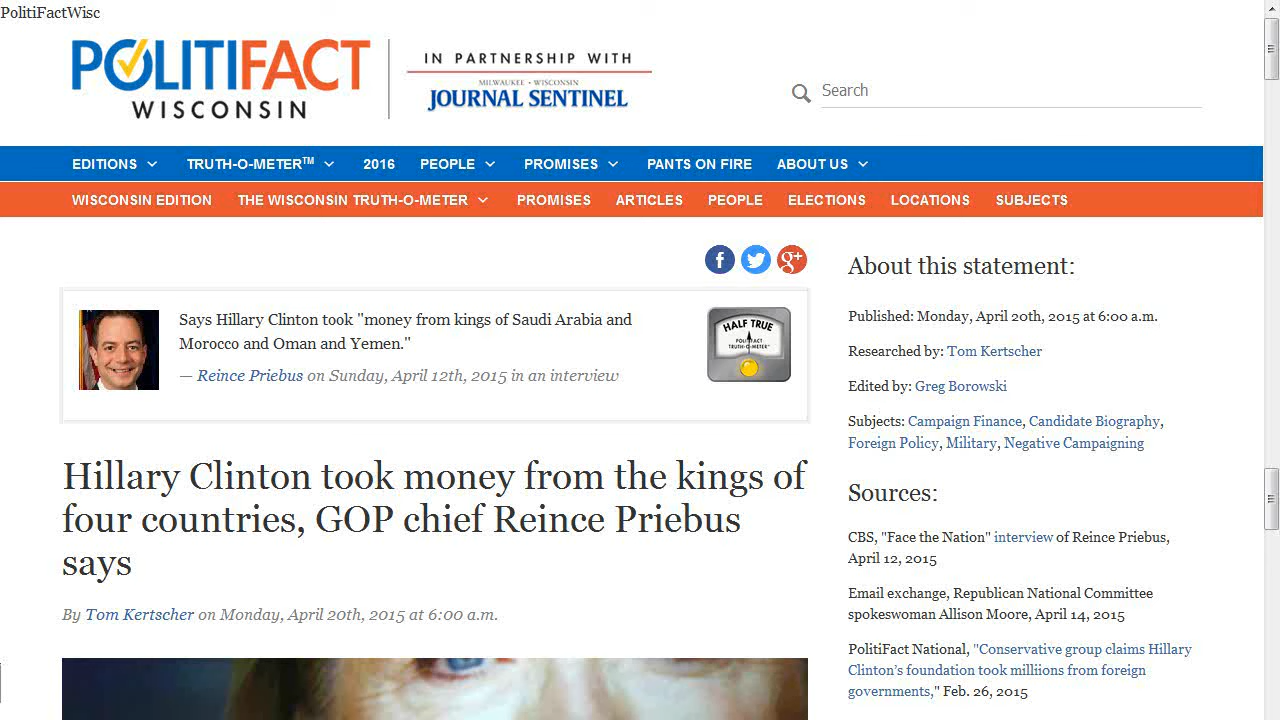 PolitiFactWisc
POLITIFACT
WISCONSIN
IN PARTNERSHIP WITH
MILWAUKEE • WISCONSIN
JOURNAL SENTINEL
Search
EDITIONS TRUTH-O-METER™ 2016 PEOPLE PROMISES PANTS ON FIRE ABOUT US
WISCONSIN EDITION THE WISCONSIN TRUTH-O-METER PROMISES ARTICLES PEOPLE ELECTIONS LOCATIONS SUBJECTS
f g+
Says Hillary Clinton took "money from kings of Saudi Arabia and
Morocco and Oman and Yemen."
— Reince Priebus on Sunday, April 12th, 2015 in an interview
HALF TRUE
POLITIFACT
TRUTH-O-METER™
Hillary Clinton took money from the kings of
four countries, GOP chief Reince Priebus
says
By Tom Kertscher on Monday, April 20th, 2015 at 6:00 a.m.
About this statement:
Published: Monday, April 20th, 2015 at 6:00 a.m.
Researched by: Tom Kertscher
Edited by: Greg Borowski
Subjects: Campaign Finance, Candidate Biography,
Foreign Policy, Military, Negative Campaigning
Sources:
CBS, "Face the Nation" interview of Reince Priebus,
April 12, 2015
Email exchange, Republican National Committee
spokeswoman Allison Moore, April 14, 2015
PolitiFact National, "Conservative group claims Hillary
Clinton’s foundation took milliions from foreign
governments," Feb. 26, 2015